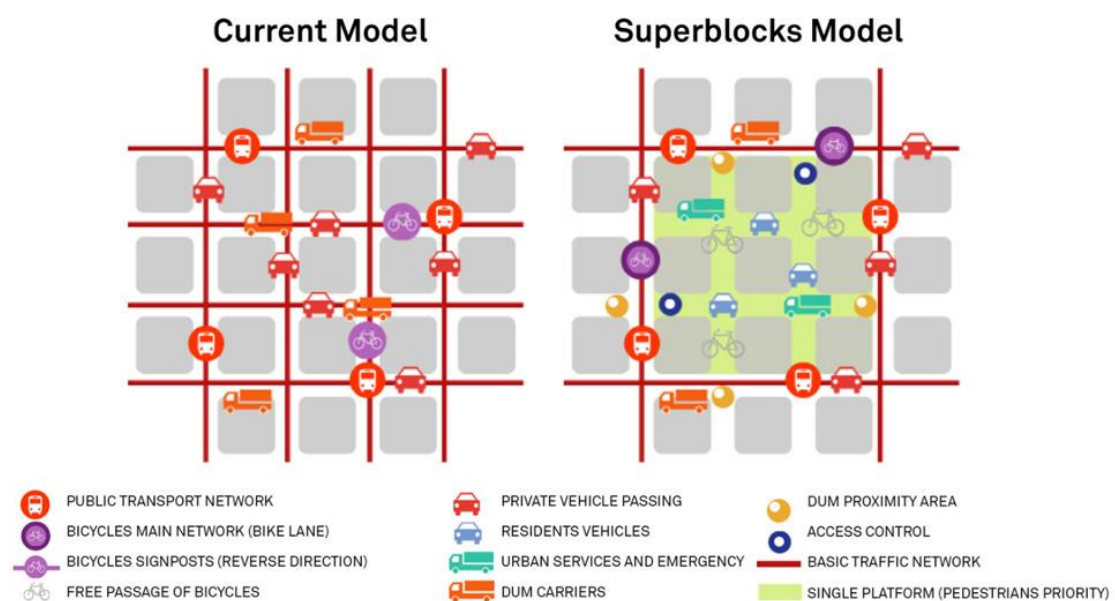 Current Model
Superblocks Model
PUBLIC TRANSPORT NETWORK
BICYCLES MAIN NETWORK (BIKE LANE)
BICYCLES SIGNPOSTS (REVERSE DIRECTION)
FREE PASSAGE OF BICYCLES
PRIVATE VEHICLE PASSING
RESIDENTS VEHICLES
URBAN SERVICES AND EMERGENCY
DUM CARRIERS
DUM PROXIMITY AREA
ACCESS CONTROL
BASIC TRAFFIC NETWORK
SINGLE PLATFORM (PEDESTRIANS PRIORITY)